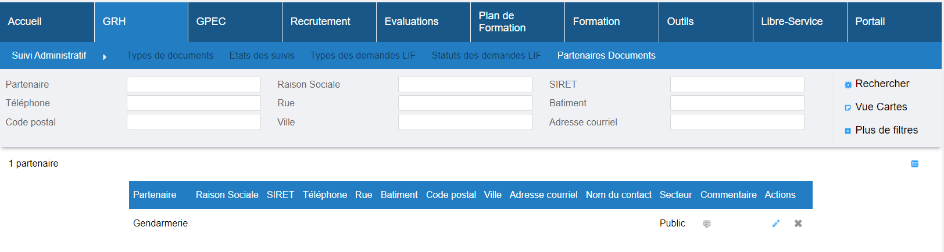 Accueil GRH GPEC Recrutement Evaluations Plan de Formation Formation Outils Libre-Service Portail
Suivi Administratif Types de documents Etats des suivis Types des demandes LIF Statuts des demandes LIF Partenaires Documents
Partenaire Raison Sociale SIRET Rechercher
Téléphone Rue Batiment Vue Cartes
Code postal Ville Adresse courriel Plus de filtres
1 partenaire
Partenaire Raison Sociale SIRET Téléphone Rue Batiment Code postal Ville Adresse courriel Nom du contact Secteur Commentaire Actions
Gendarmerie Public